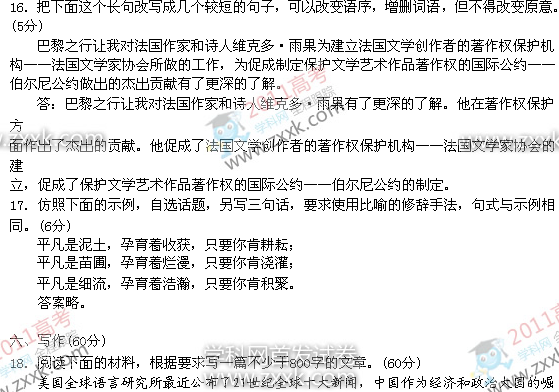 16. 把下面这个长句改写成几个较短的句子，可以改变语序，增删词语，但不得改变原意。
(5分)
巴黎之行让我对法国作家和诗人维克多·雨果为建立法国文学创作者的著作权保护机
构——法国文学家协会所做的工作，为促成制定保护文学艺术作品著作权的国际公约——
伯尔尼公约做出的杰出贡献有了更深的了解。
答：巴黎之行让我对法国作家和诗人维克多·雨果有了更深的了解。他在著作权保护
方
面作出了杰出的贡献。他促成了法国文学创作者的著作权保护机构——法国文学家协会的
建
立，促成了保护文学艺术作品著作权的国际公约——伯尔尼公约的制定。
17. 仿照下面的示例，自选话题，另写三句话，要求使用比喻的修辞手法，句式与示例相
同。(6分)
平凡是泥土，孕育着收获，只要你肯耕耘；
平凡是苗圃，孕育着烂漫，只要你肯浇灌；
平凡是细流，孕育着浩瀚，只要你肯积聚。
答案略。
六、写作(60分)
18. 阅读下面的材料，根据要求写一篇不少于800字的文章。(60分)
美国全球语言研究所最近公布了21世纪全球十大新闻，中国作为经济和政治大国的崛